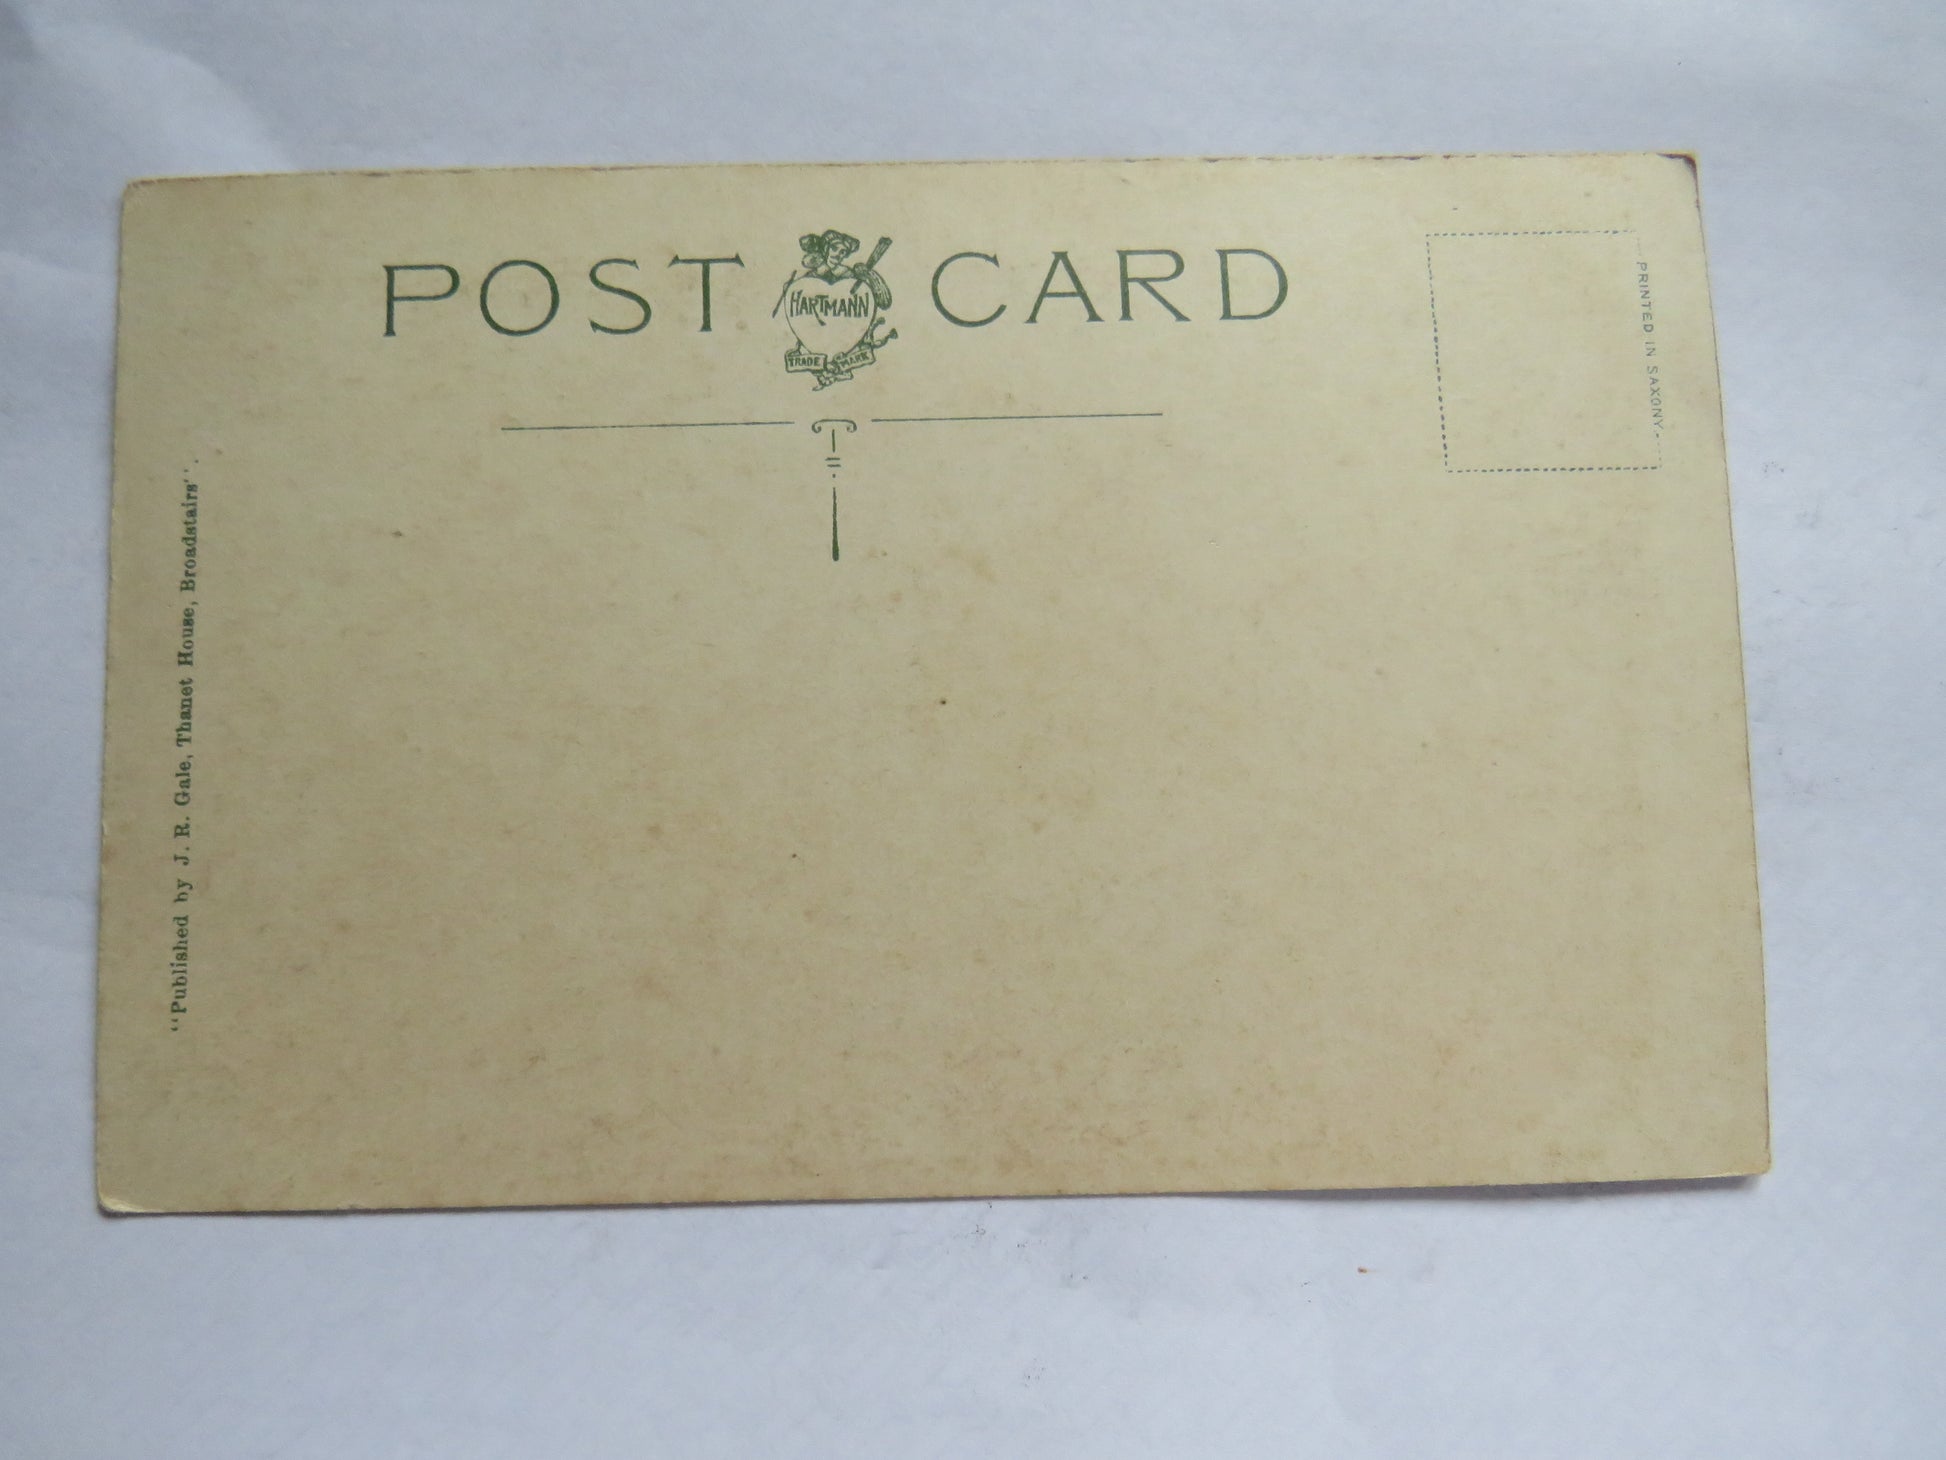 POST CARD
HARTMANN
TRADE MARK
PRINTED IN SAXONY.
“Published by J. R. Gale, Thanet House, Broadstairs“.